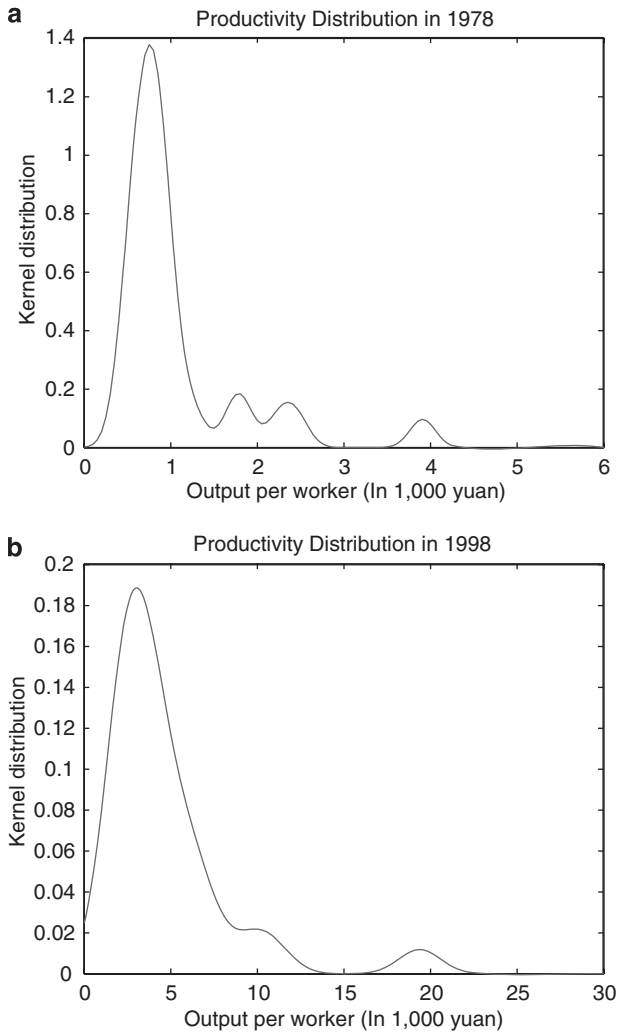 a
Productivity Distribution in 1978
Kernel distribution
1.4
1.2
1
0.8
0.6
0.4
0.2
0
0 1 2 3 4 5 6
Output per worker (In 1,000 yuan)
b
Productivity Distribution in 1998
Kernel distribution
0.2
0.18
0.16
0.14
0.12
0.1
0.08
0.06
0.04
0.02
0
0 5 10 15 20 25 30
Output per worker (In 1,000 yuan)